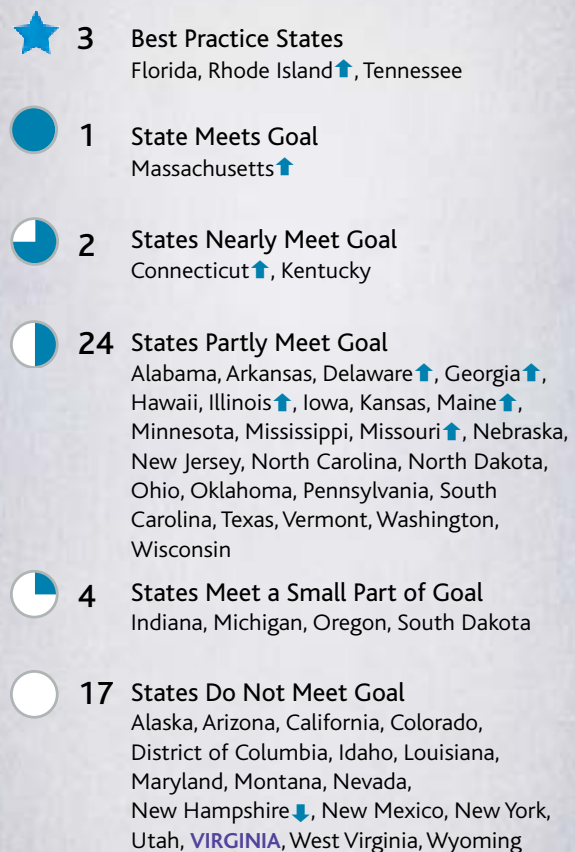 3 Best Practice States
Florida, Rhode Island⬆, Tennessee
1 State Meets Goal
Massachusetts⬆
2 States Nearly Meet Goal
Connecticut⬆, Kentucky
24 States Partly Meet Goal
Alabama, Arkansas, Delaware⬆, Georgia⬆,
Hawaii, Illinois⬆, Iowa, Kansas, Maine⬆,
Minnesota, Mississippi, Missouri⬆, Nebraska,
New Jersey, North Carolina, North Dakota,
Ohio, Oklahoma, Pennsylvania, South
Carolina, Texas, Vermont, Washington,
Wisconsin
4 States Meet a Small Part of Goal
Indiana, Michigan, Oregon, South Dakota
17 States Do Not Meet Goal
Alaska, Arizona, California, Colorado,
District of Columbia, Idaho, Louisiana,
Maryland, Montana, Nevada,
New Hampshire⬇, New Mexico, New York,
Utah, VIRGINIA, West Virginia, Wyoming